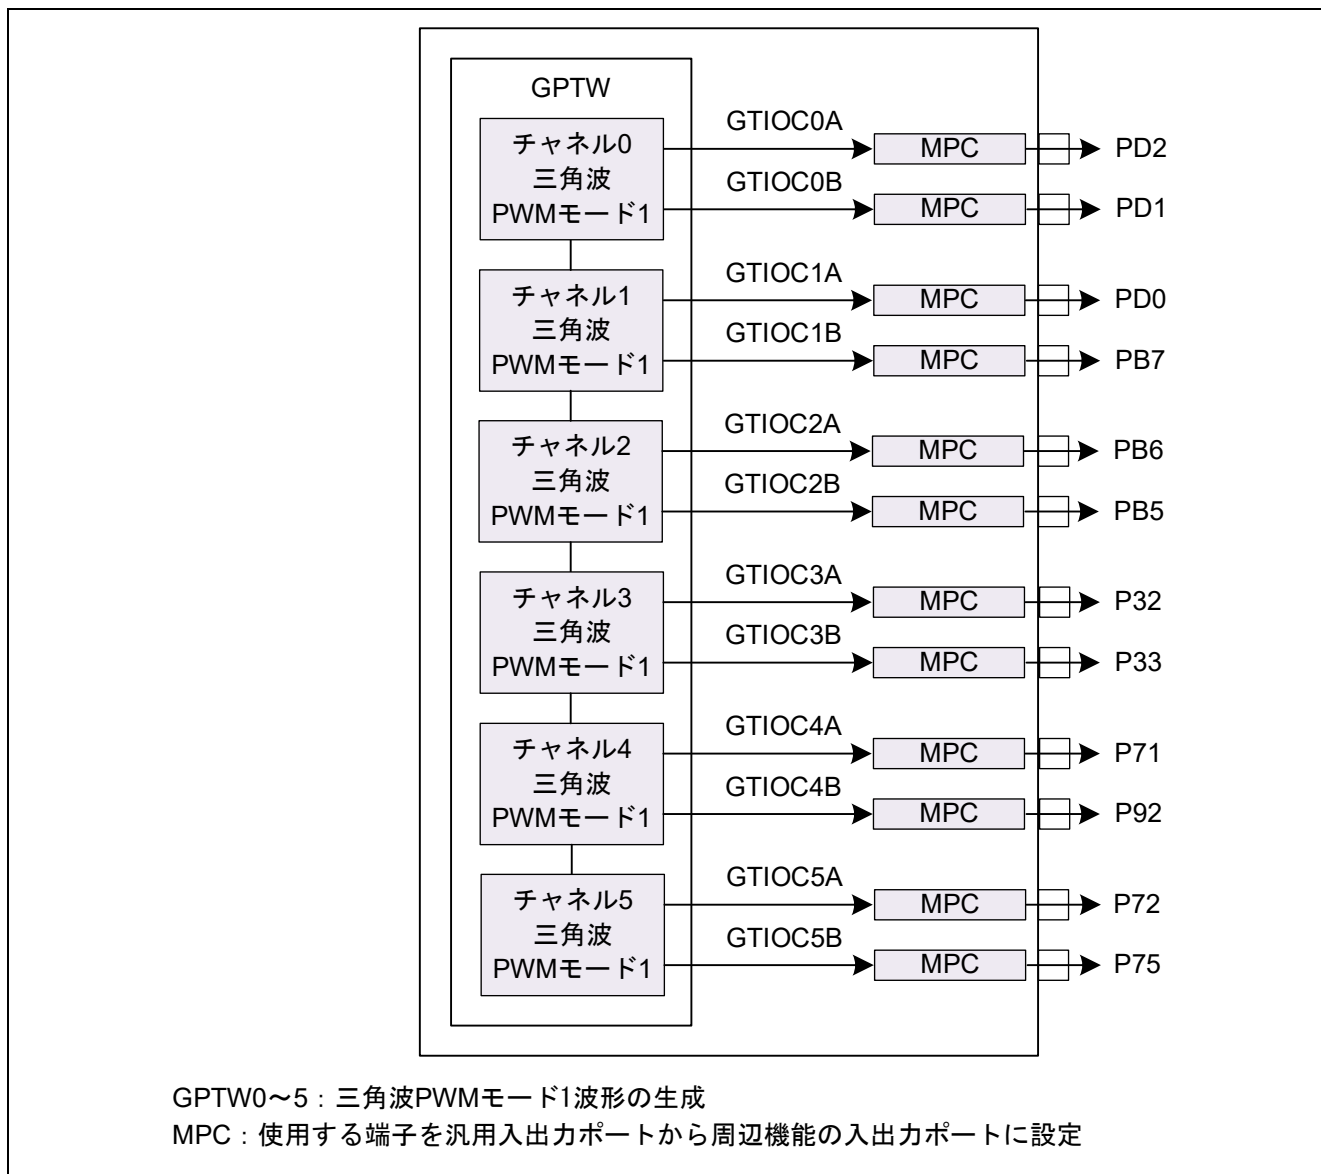 GPTW
チャネル0
三角波
PWMモード1
GTIOC0A
MPC
PD2
GTIOC0B
MPC
PD1
チャネル1
三角波
PWMモード1
GTIOC1A
MPC
PD0
GTIOC1B
MPC
PB7
チャネル2
三角波
PWMモード1
GTIOC2A
MPC
PB6
GTIOC2B
MPC
PB5
チャネル3
三角波
PWMモード1
GTIOC3A
MPC
P32
GTIOC3B
MPC
P33
チャネル4
三角波
PWMモード1
GTIOC4A
MPC
P71
GTIOC4B
MPC
P92
チャネル5
三角波
PWMモード1
GTIOC5A
MPC
P72
GTIOC5B
MPC
P75
GPTW0～5：三角波PWMモード1波形の生成
MPC：使用する端子を汎用入出力ポートから周辺機能の入出力ポートに設定